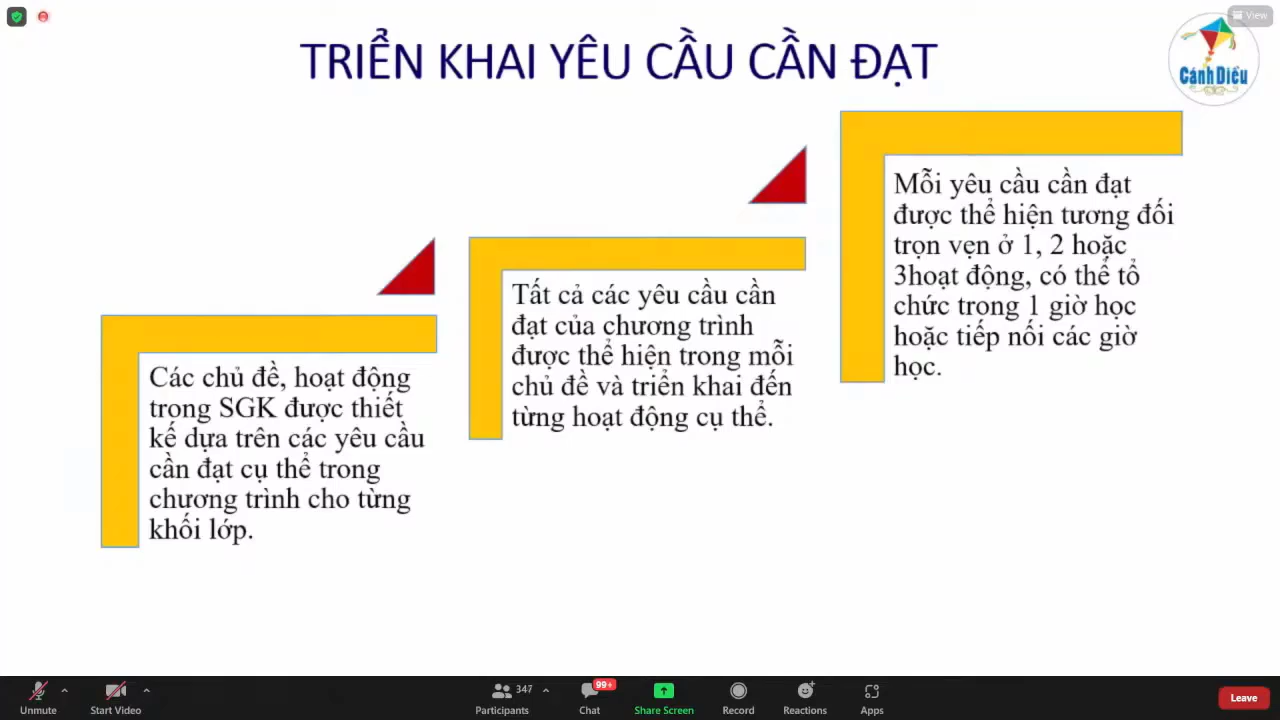 View
TRIỂN KHAI YÊU CẦU CẦN ĐẠT
Cánh Diều
Các chủ đề, hoạt động
trong SGK được thiết
kế dựa trên các yêu cầu
cần đạt cụ thể trong
chương trình cho từng
khối lớp.
Tất cả các yêu cầu cần
đạt của chương trình
được thể hiện trong mỗi
chủ đề và triển khai đến
từng hoạt động cụ thể.
Mỗi yêu cầu cần đạt
được thể hiện tương đối
trọn vẹn ở 1, 2 hoặc
3hoạt động, có thể tổ
chức trong 1 giờ học
hoặc tiếp nối các giờ
học.
Unmute
Start Video
347
Participants
99+
Chat
Share Screen
Record
Reactions
Apps
Leave